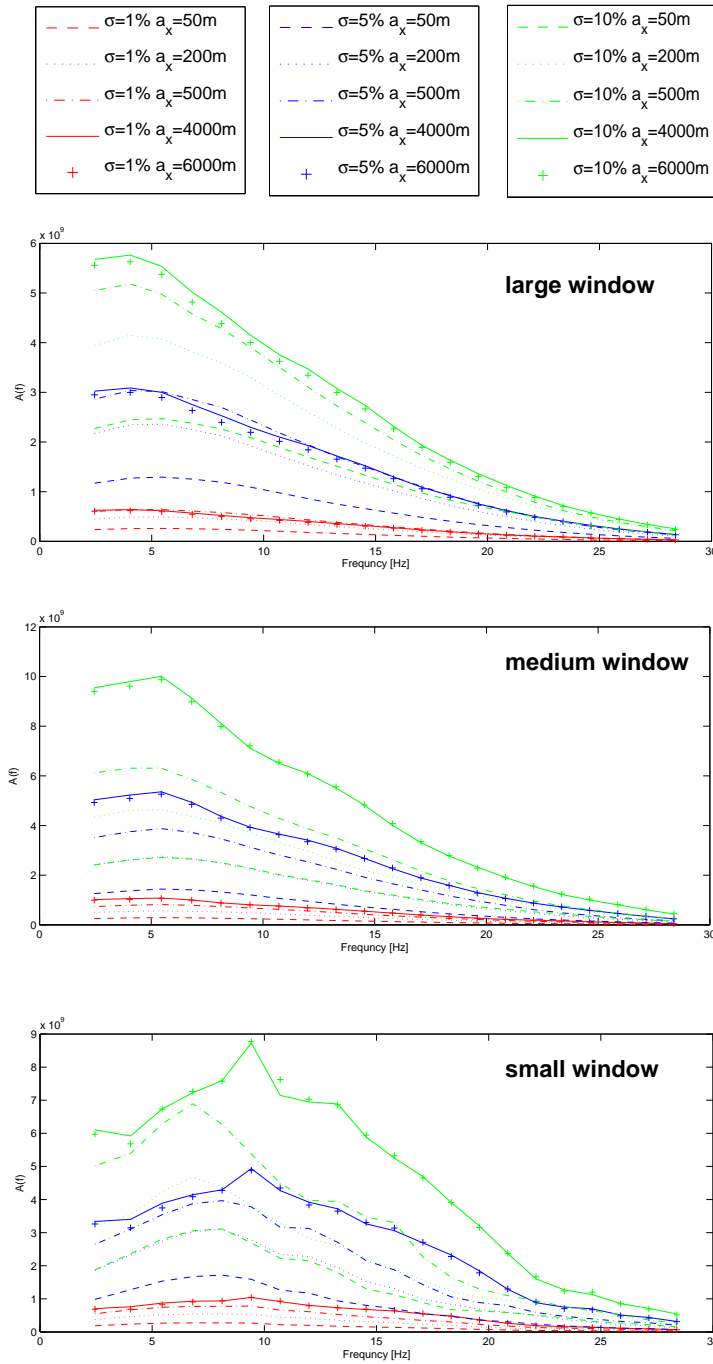 σ=1% a_x=50m
σ=1% a_x=200m
σ=1% a_x=500m
σ=1% a_x=4000m
σ=1% a_x=6000m
σ=5% a_x=50m
σ=5% a_x=200m
σ=5% a_x=500m
σ=5% a_x=4000m
σ=5% a_x=6000m
σ=10% a_x=50m
σ=10% a_x=200m
σ=10% a_x=500m
σ=10% a_x=4000m
σ=10% a_x=6000m
x 10^9
6
5
4
3
2
1
0
A(f)
large window
0 5 10 15 20 25 30
Frequncy [Hz]
x 10^9
12
10
8
6
4
2
0
A(f)
medium window
0 5 10 15 20 25 30
Frequncy [Hz]
x 10^9
9
8
7
6
5
4
3
2
1
0
A(f)
small window
0 5 10 15 20 25 30
Frequncy [Hz]